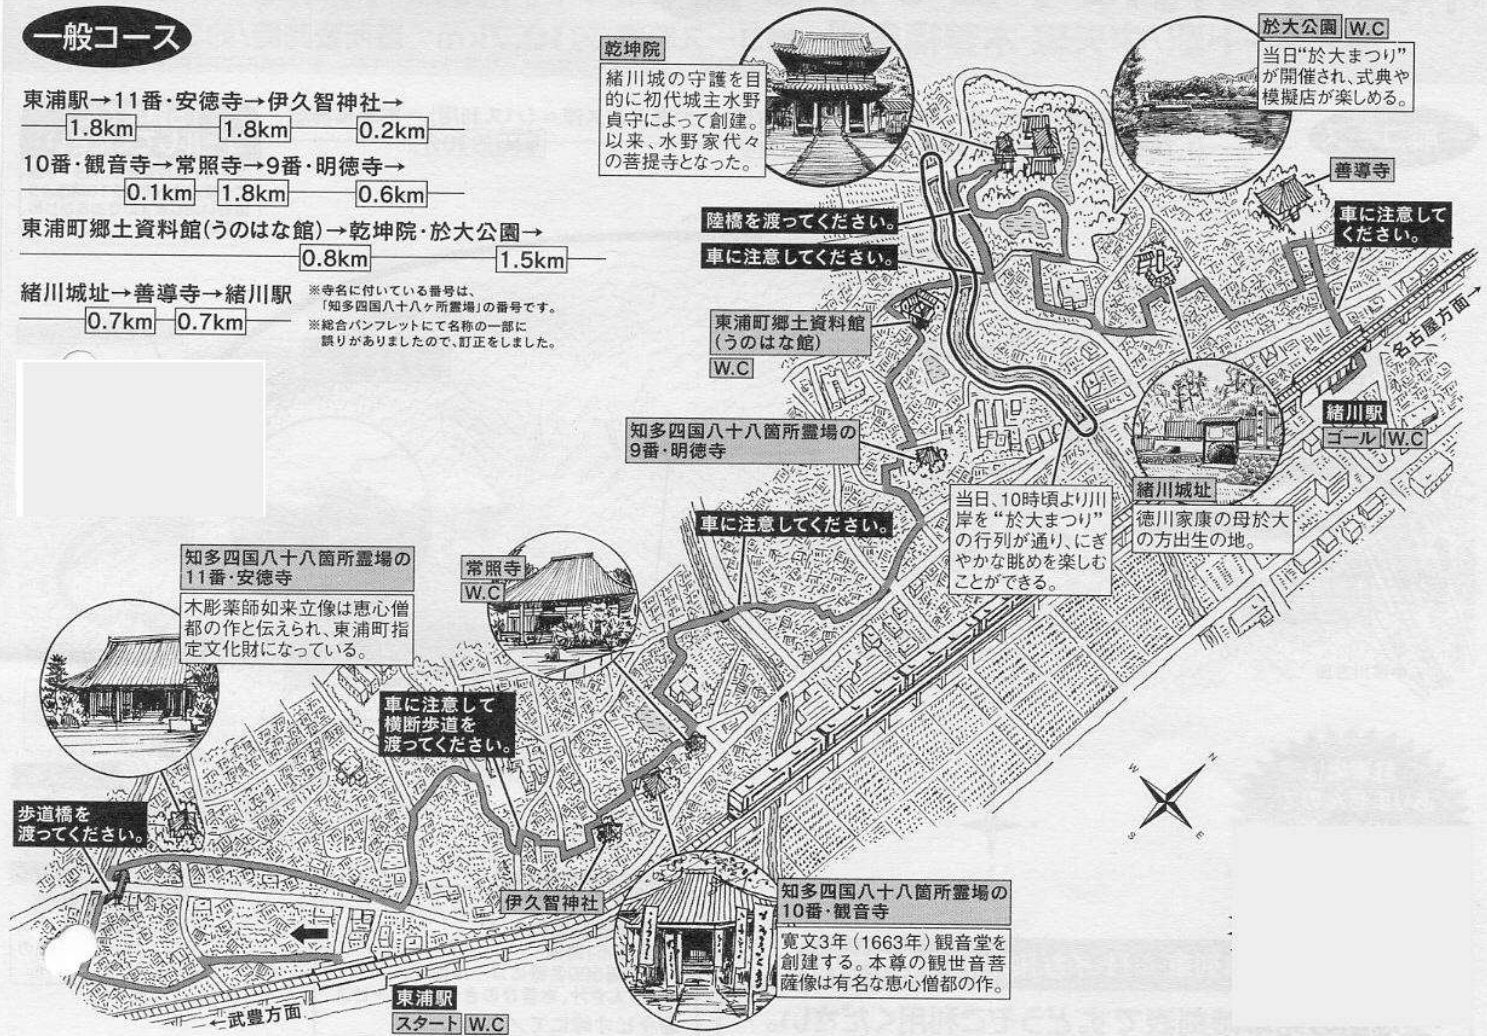 一般コース
東浦駅→11番・安徳寺→伊久智神社→
1.8km 1.8km 0.2km
10番・観音寺→常照寺→9番・明徳寺→
0.1km 1.8km 0.6km
東浦町郷土資料館(うのはな館)→乾坤院・於大公園→
0.8km 1.5km
緒川城址→善導寺→緒川駅
0.7km 0.7km
※寺名に付いている番号は、
「知多四国八十八ヶ所霊場」の番号です。
※総合パンフレットにて名称の一部に
誤りがありましたので、訂正をしました。
乾坤院
緒川城の守護を目
的に初代城主水野
貞守によって創建。
以来、水野家代々
の菩提寺となった。
於大公園 W.C
当日“於大まつり”
が開催され、式典や
模擬店が楽しめる。
善導寺
車に注意して
ください。
陸橋を渡ってください。
車に注意してください。
東浦町郷土資料館
(うのはな館)
W.C
名古屋方面→
緒川駅
ゴール W.C
知多四国八十八箇所霊場の
9番・明徳寺
緒川城址
徳川家康の母於大
の方出生の地。
当日、10時頃より川
岸を“於大まつり”
の行列が通り、にぎ
やかな眺めを楽しむ
ことができる。
車に注意してください。
知多四国八十八箇所霊場の
11番・安徳寺
木彫薬師如来立像は恵心僧
都の作と伝えられ、東浦町指
定文化財になっている。
常照寺
W.C
車に注意して
横断歩道を
渡ってください。
歩道橋を
渡ってください。
伊久智神社
知多四国八十八箇所霊場の
10番・観音寺
寛文3年(1663年)観音堂を
創建する。本尊の観世音菩
薩像は有名な恵心僧都の作。
N
W
S
E
←武豊方面
東浦駅
スタート W.C